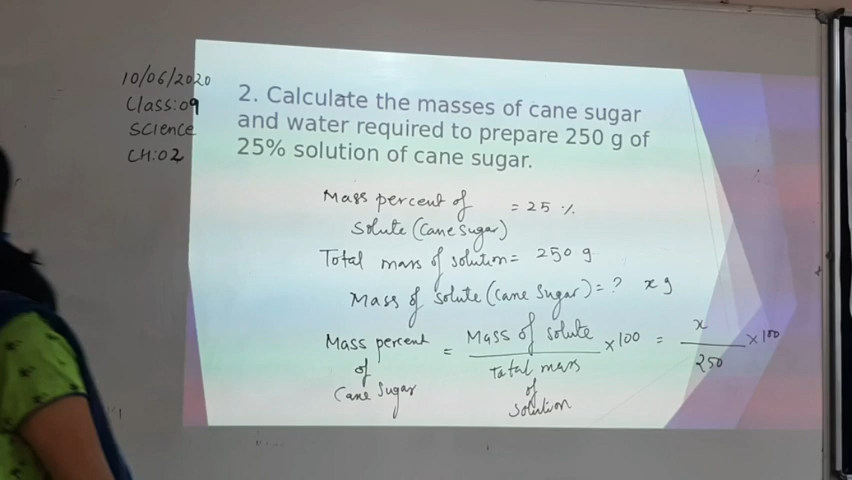 10/06/2020
Class:09
Science
CH:02
2. Calculate the masses of cane sugar
and water required to prepare 250 g of
25% solution of cane sugar.
Mass percent of = 25 %
Solute (Cane sugar)
Total mass of solution = 250 g
Mass of solute (Cane Sugar) = ? x g
Mass percent of Cane Sugar = Mass of solute / Total mass of Solution × 100 = x / 250 × 100